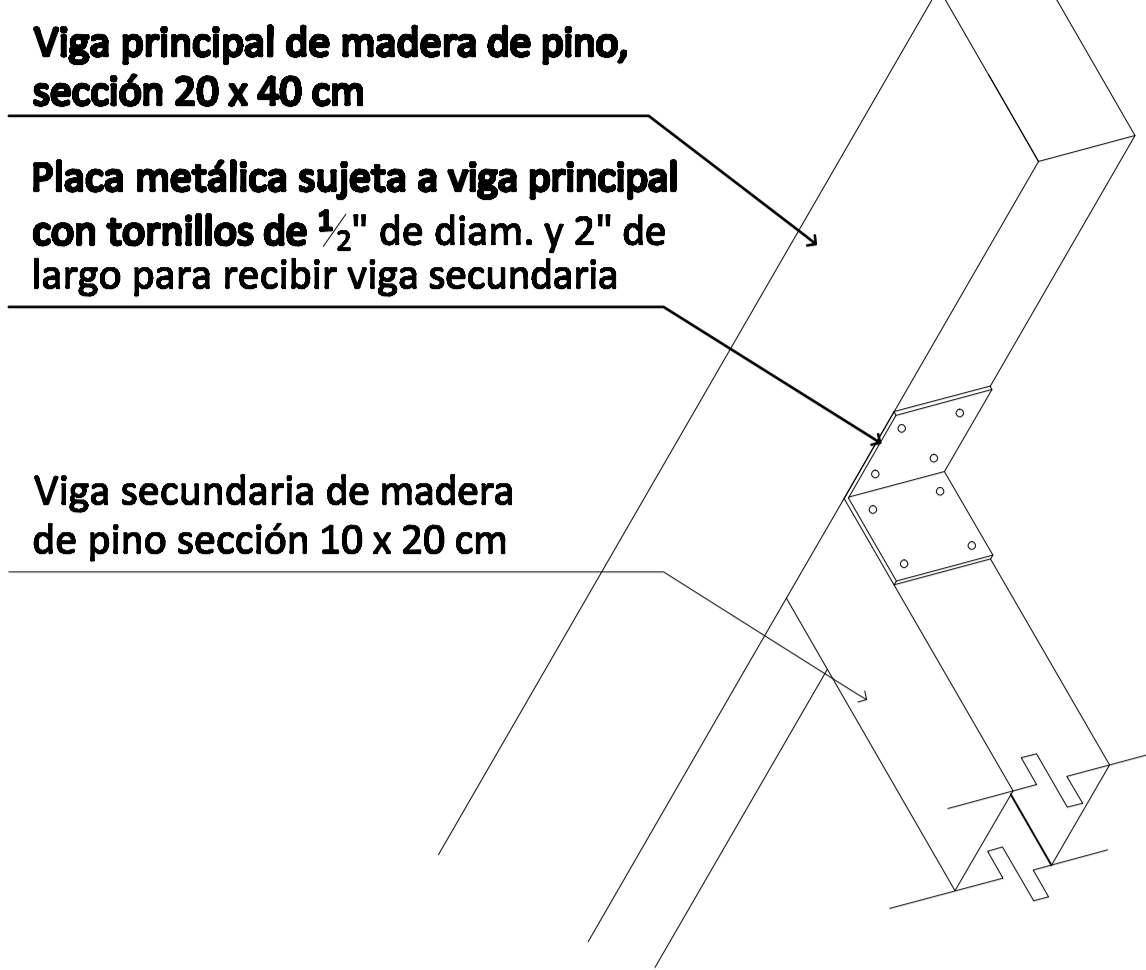 Viga principal de madera de pino,
sección 20 x 40 cm
Placa metálica sujeta a viga principal
con tornillos de ½" de diam. y 2" de
largo para recibir viga secundaria
Viga secundaria de madera
de pino sección 10 x 20 cm